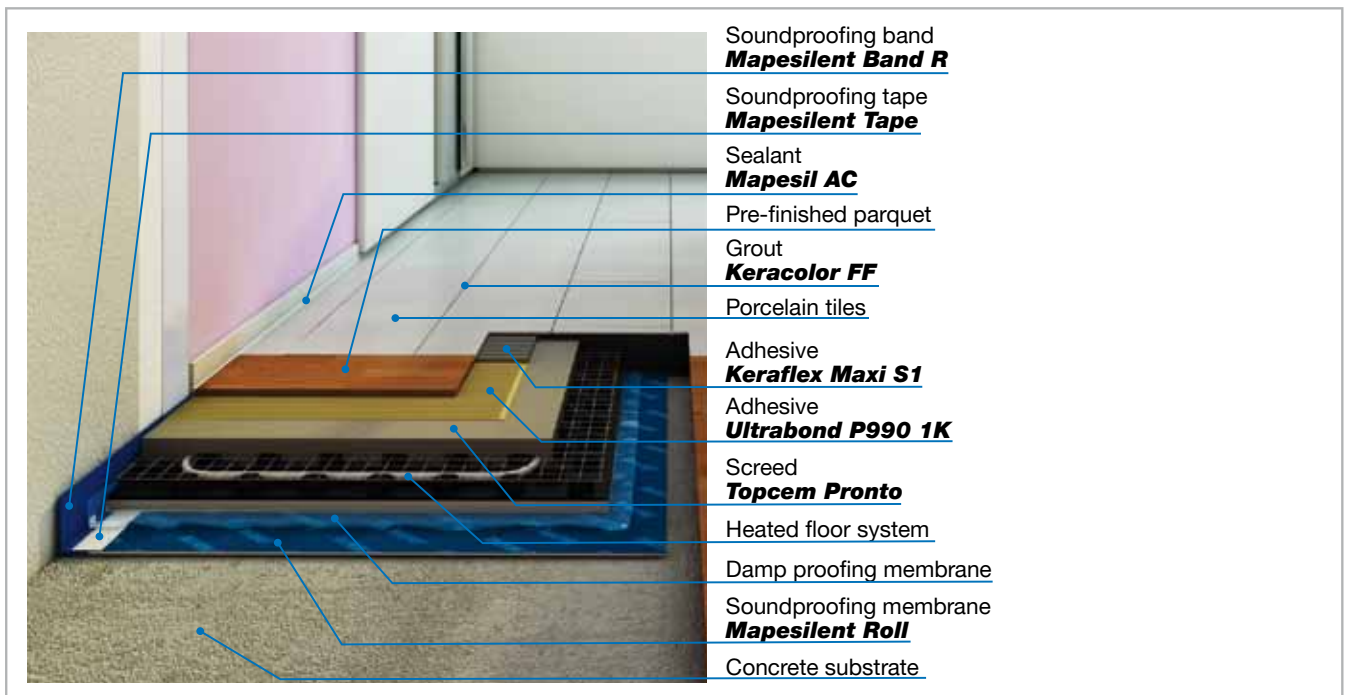 Soundproofing band
Mapesilent Band R
Soundproofing tape
Mapesilent Tape
Sealant
Mapesil AC
Pre-finished parquet
Grout
Keracolor FF
Porcelain tiles
Adhesive
Keraflex Maxi S1
Adhesive
Ultrabond P990 1K
Screed
Topcem Pronto
Heated floor system
Damp proofing membrane
Soundproofing membrane
Mapesilent Roll
Concrete substrate